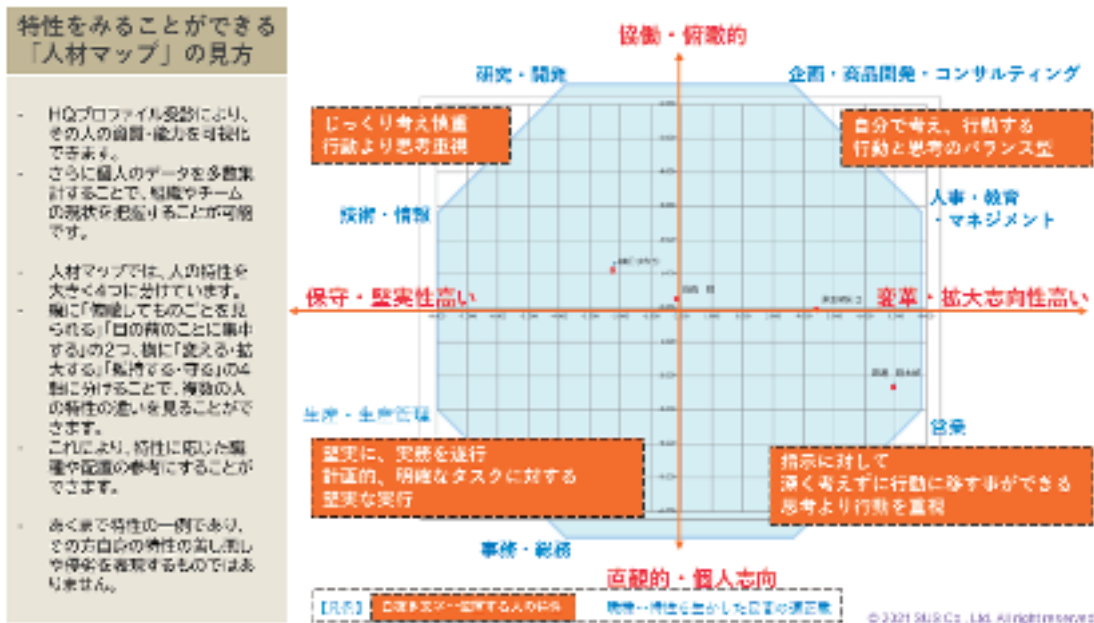 特性をみることができる
「人材マップ」の見方
- HQプロファイル受診により、
その人の資質・能力を可視化
できます。
- さらに個人のデータを多数集
計することで、組織やチーム
の現状を把握することが可能
です。
- 人材マップでは、人の特性を
大きく4つに分けています。
- 縦に「俯瞰してものごとを見
られる」「目の前のことに集中
する」の2つ、横に「変える・拡
大する」「維持する・守る」の4
軸に分けることで、複数の人
の特性の違いを見ることがで
きます。
- これにより、特性に応じた職
種や配置の参考にすることが
できます。
- あくまで特性の一例であり、
その方自身の特性の善し悪し
や優劣を表現するものではあ
りません。
協働・俯瞰的
研究・開発
企画・商品開発・コンサルティング
じっくり考え慎重
行動より思考重視
自分で考え、行動する
行動と思考のバランス型
技術・情報
人事・教育
・マネジメント
保守・堅実性高い
変革・拡大志向性高い
生産・生産管理
営業
堅実に、実務を遂行
計画的、明確なタスクに対する
堅実な実行
指示に対して
深く考えずに行動に移す事ができる
思考より行動を重視
事務・総務
直観的・個人志向
【凡例】
© 2021 SUS Co., Ltd. All right reserved